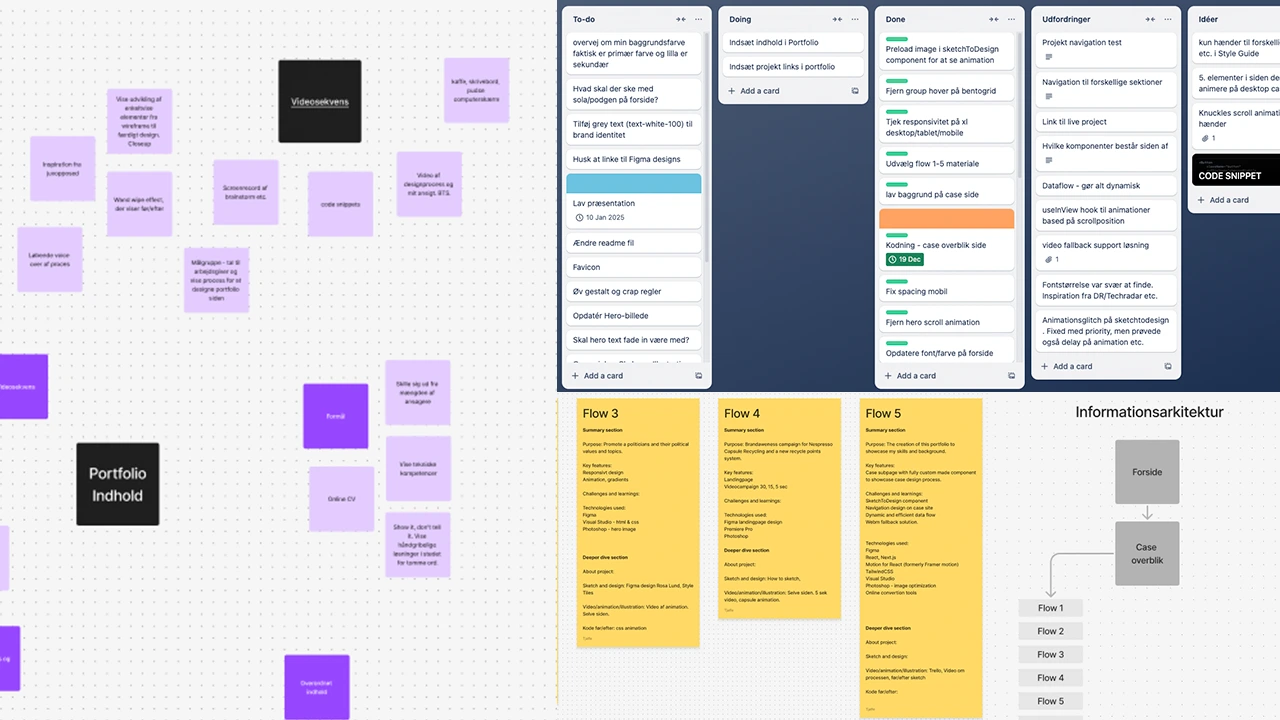 Videosekvens
kaffe, skrivebord,
pudse
computerskærm
Vise udvikling af
enkeltelte
elementer fra
wireframe til
færdigt design.
Closeup
Inspiration fra
juxopposed
Wand wipe effekt,
der viser før/efter
Screenrecord af
brainstorm etc.
code snippets
Video af
designproces og
mit ansigt. BTS.
Løbende voice
over af proces
Målgruppe - tal til
arbejdsgiver og
vise proces for at
designe portfolio
siden
Videosekvens
Portfolio
Indhold
Formål
Skille sig ud fra
mængden af
ansøgere
Vise tekniske
kompetencer
Online CV
Show it, don't tell
it. Vise
håndgribelige
løsninger i stedet
for tomme ord.
Overordnet
indhold
To-do
overvej om min baggrundsfarve
faktisk er primær farve og lilla er
sekundær
Hvad skal der ske med
sola/podgen på forside?
Tilføj grey text (text-white-100) til
brand identitet
Husk at linke til Figma designs
Lav præsentation
10 Jan 2025
Ændre readme fil
Favicon
Øv gestalt og crap regler
Opdatér Hero-billede
Skal hero text fade in være med?
+ Add a card
Doing
Indsæt indhold i Portfolio
Indsæt projekt links i portfolio
+ Add a card
Done
Preload image i sketchToDesign
component for at se animation
Fjern group hover på bentogrid
Tjek responsivitet på xl
desktop/tablet/mobile
Udvælg flow 1-5 materiale
lav baggrund på case side
Kodning - case overblik side
19 Dec
Fix spacing mobil
Fjern hero scroll animation
Opdatere font/farve på forside
+ Add a card
Udfordringer
Projekt navigation test
Navigation til forskellige sektioner
Link til live project
Hvilke komponenter består siden af
Dataflow - gør alt dynamisk
useInView hook til animationer
based på scrollposition
video fallback support løsning
1
Fontstørrelse var svær at finde.
Inspiration fra DR/Techradar etc.
Animationsglitch på sketchtodesign
. Fixed med priority, men prøvede
også delay på animation etc.
+ Add a card
Idéer
kun hænder til forskelli
etc. i Style Guide
5. elementer i siden de
animere på desktop ca
Knuckles scroll animati
hænder
1
CODE SNIPPET
+ Add a card
Flow 3
Summary section
Purpose: Promote a politicians and their political
values and topics.
Key features:
Responsivt design
Animation, gradients
Challenges and learnings:
Technologies used:
Figma
Visual Studio - html & css
Photoshop - hero image
Deeper dive section
About project:
Sketch and design: Figma design Rosa Lund, Style
Tiles
Video/animation/illustration: Video af animation.
Selve siden.
Kode før/efter: css animation
Flow 4
Summary section
Purpose: Brandawareness campaign for Nespresso
Capsule Recycling and a new recycle points
system.
Key features:
Landingpage
Videocampaign 30, 15, 5 sec
Challenges and learnings:
Technologies used:
Figma landingpage design
Premiere Pro
Photoshop
Deeper dive section
About project:
Sketch and design: How to sketch,
Video/animation/illustration: Selve siden. 5 sek
video, capsule animation.
Flow 5
Summary section
Purpose: The creation of this portfolio to
showcase my skills and background.
Key features:
Case subpage with fully custom made component
to showcase case design process.
Challenges and learnings:
SketchToDesign component
Navigation design on case site
Dynamic and efficient data flow
Webm fallback solution.
Technologies used:
Figma
React, Next.js
Motion for React (formerly Framer motion)
TailwindCSS
Visual Studio
Photoshop - image optimization
Online convertion tools
Deeper dive section
About project:
Sketch and design:
Video/animation/illustration: Trello, Video om
processen, før/efter sketch
Kode før/efter:
Informationsarkitektur
Forside
Case
overblik
Flow 1
Flow 2
Flow 3
Flow 4
Flow 5